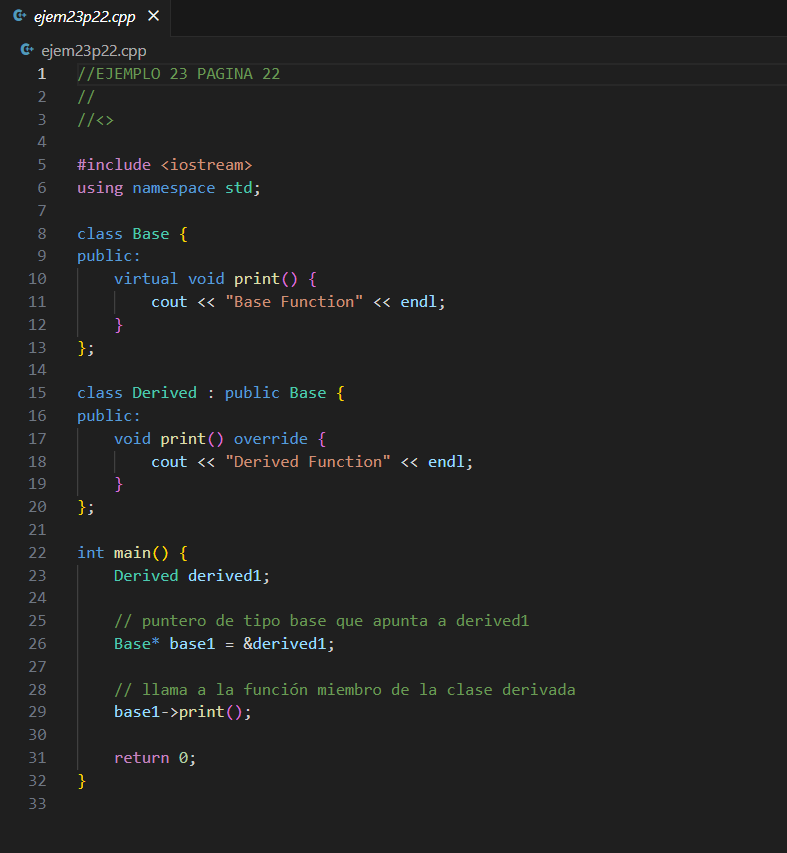 ejem23p22.cpp
ejem23p22.cpp
1 //EJEMPLO 23 PAGINA 22
2 //
3 //<>
4
5 #include <iostream>
6 using namespace std;
7
8 class Base {
9 public:
10     virtual void print() {
11         cout << "Base Function" << endl;
12     }
13 };
14
15 class Derived : public Base {
16 public:
17     void print() override {
18         cout << "Derived Function" << endl;
19     }
20 };
21
22 int main() {
23     Derived derived1;
24
25     // puntero de tipo base que apunta a derived1
26     Base* base1 = &derived1;
27
28     // llama a la función miembro de la clase derivada
29     base1->print();
30
31     return 0;
32 }
33